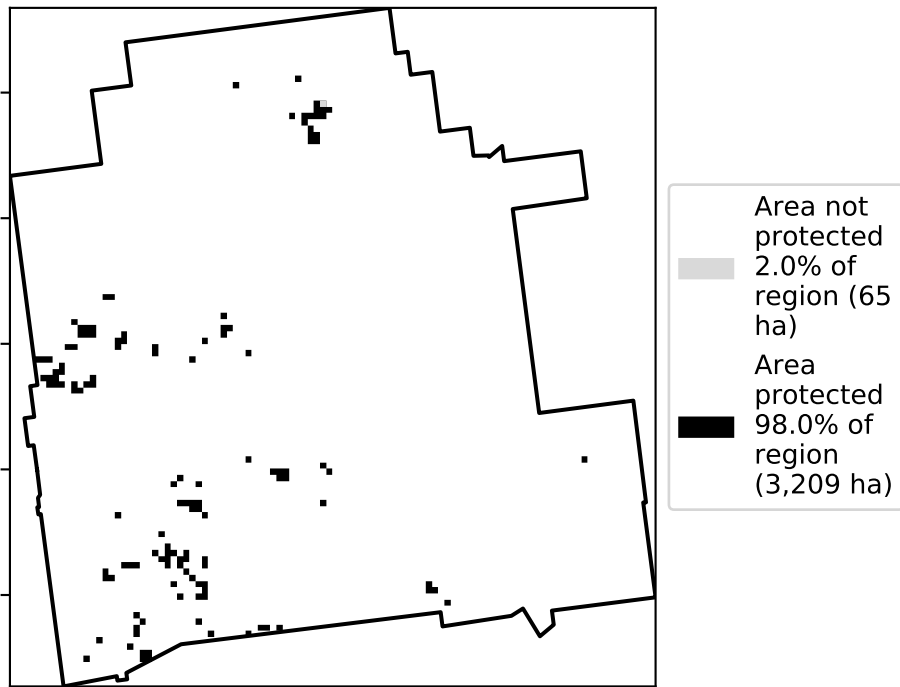 Area not
protected
2.0% of
region (65
ha)
Area
protected
98.0% of
region
(3,209 ha)